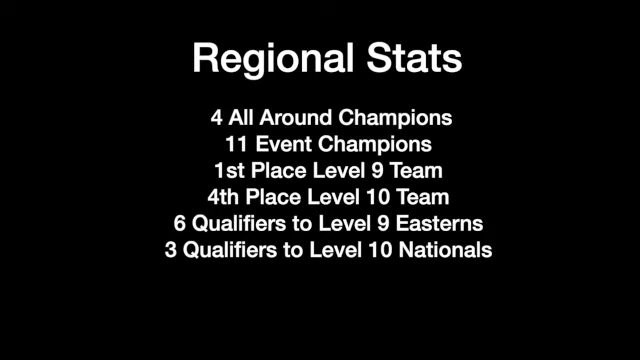 Regional Stats
4 All Around Champions
11 Event Champions
1st Place Level 9 Team
4th Place Level 10 Team
6 Qualifiers to Level 9 Easterns
3 Qualifiers to Level 10 Nationals